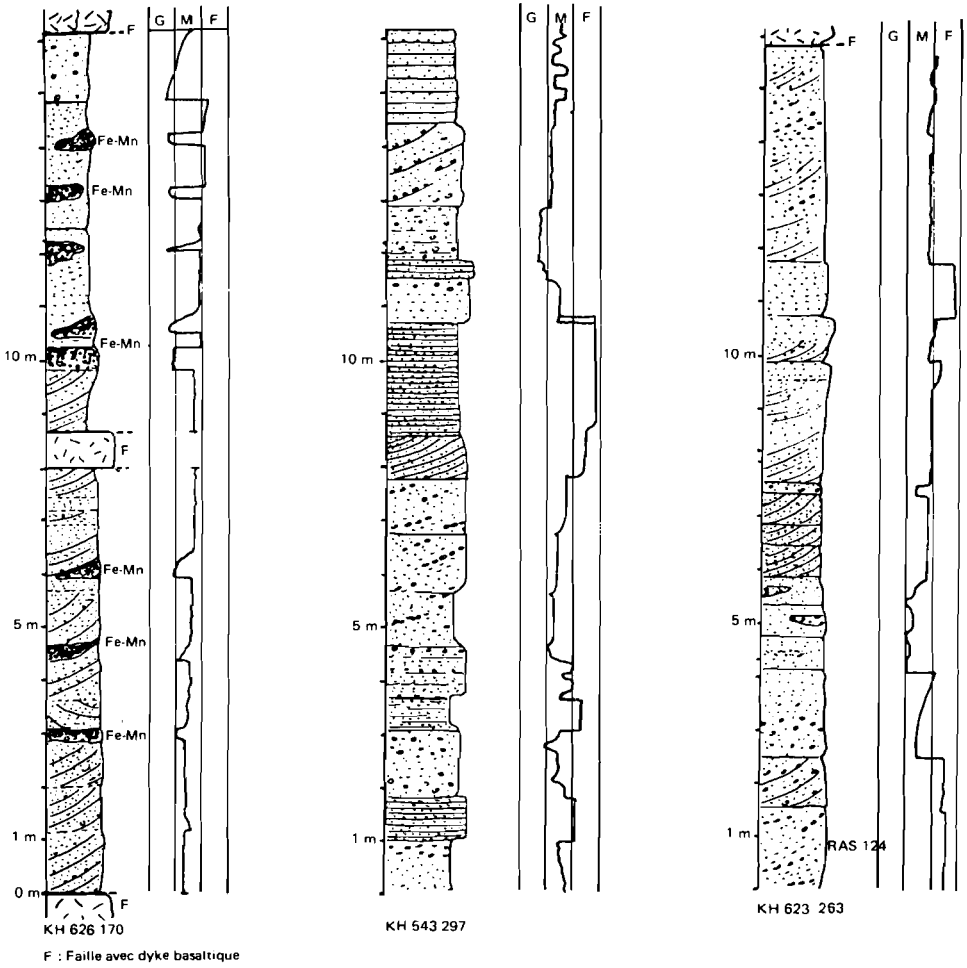 G M F
F
Fe-Mn
Fe-Mn
Fe-Mn
10 m
F
Fe-Mn
5 m
Fe-Mn
Fe-Mn
1 m
0 m
F
KH 626 170
F : Faille avec dyke basaltique
G M F
10 m
5 m
1 m
KH 543 297
G M F
F
10 m
5 m
1 m
RAS 124
KH 623 263